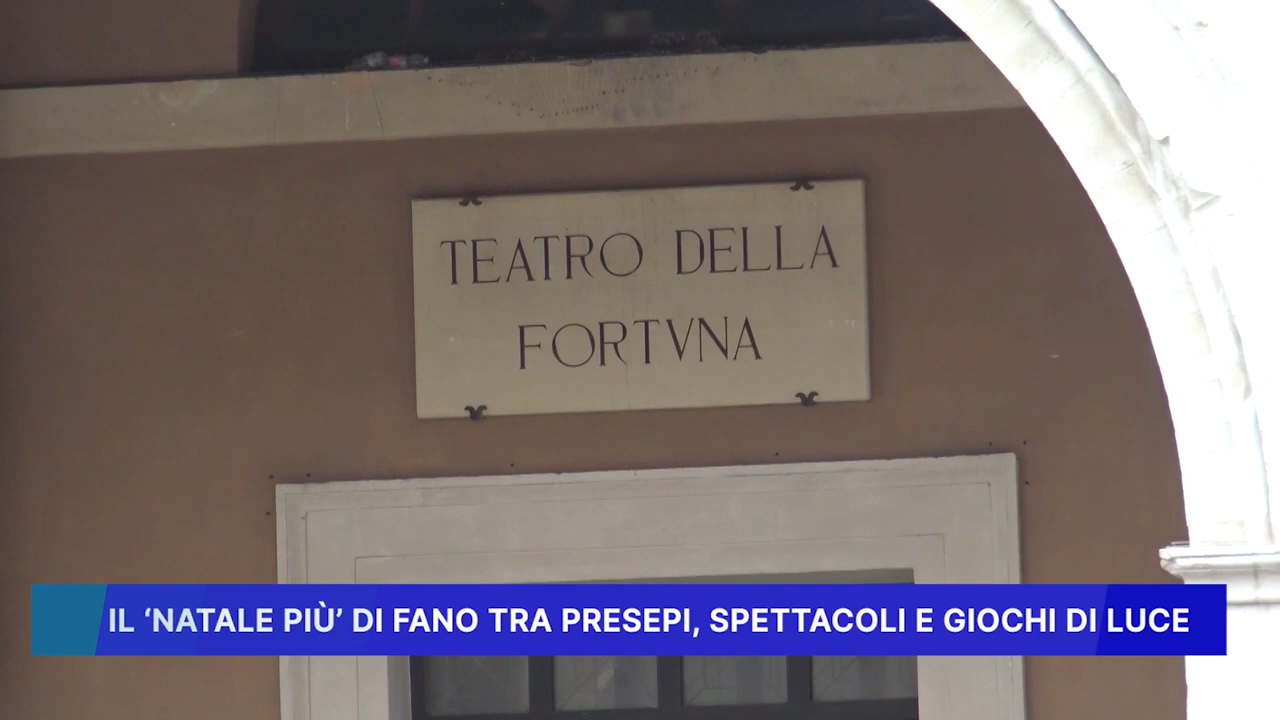 TEATRO DELLA
FORTVNA
IL ‘NATALE PIÙ’ DI FANO TRA PRESEPI, SPETTACOLI E GIOCHI DI LUCE